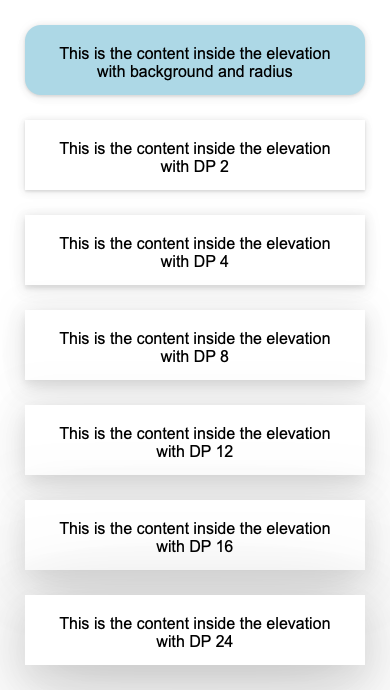 This is the content inside the elevation
with background and radius
This is the content inside the elevation
with DP 2
This is the content inside the elevation
with DP 4
This is the content inside the elevation
with DP 8
This is the content inside the elevation
with DP 12
This is the content inside the elevation
with DP 16
This is the content inside the elevation
with DP 24